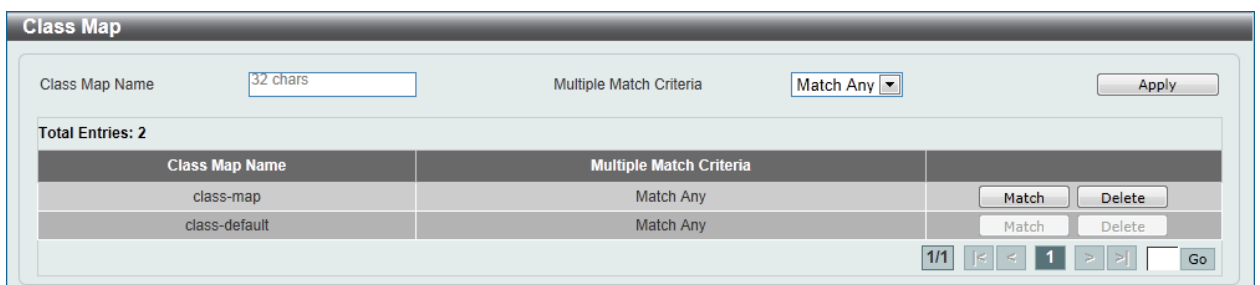 Class Map
Class Map Name 32 chars Multiple Match Criteria Match Any Apply
Total Entries: 2
Class Map Name Multiple Match Criteria
class-map Match Any Match Delete
class-default Match Any Match Delete
1/1 |< < 1 > >| Go